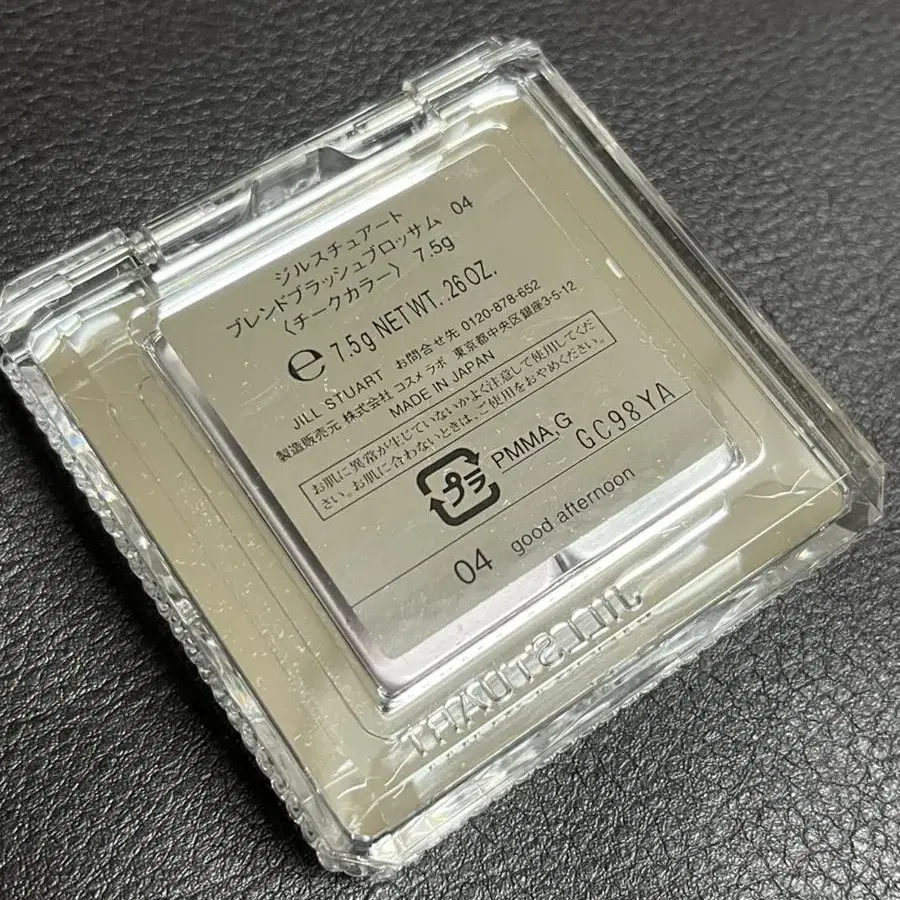 ジルスチュアート
ブレンドブラッシュブロッサム 04
〈チークカラー〉 7.5g
℮ 7.5g NET WT. .26 OZ.
JILL STUART お問合せ先 0120-878-652
製造販売元 株式会社 コスメ ラボ 東京都中央区銀座3-5-12
MADE IN JAPAN
お肌に異常が生じていないかよく注意して使用してくだ
さい。お肌に合わないときは、ご使用をおやめください。
プラ PMMA,G GC98YA
04 good afternoon
JILL STUART